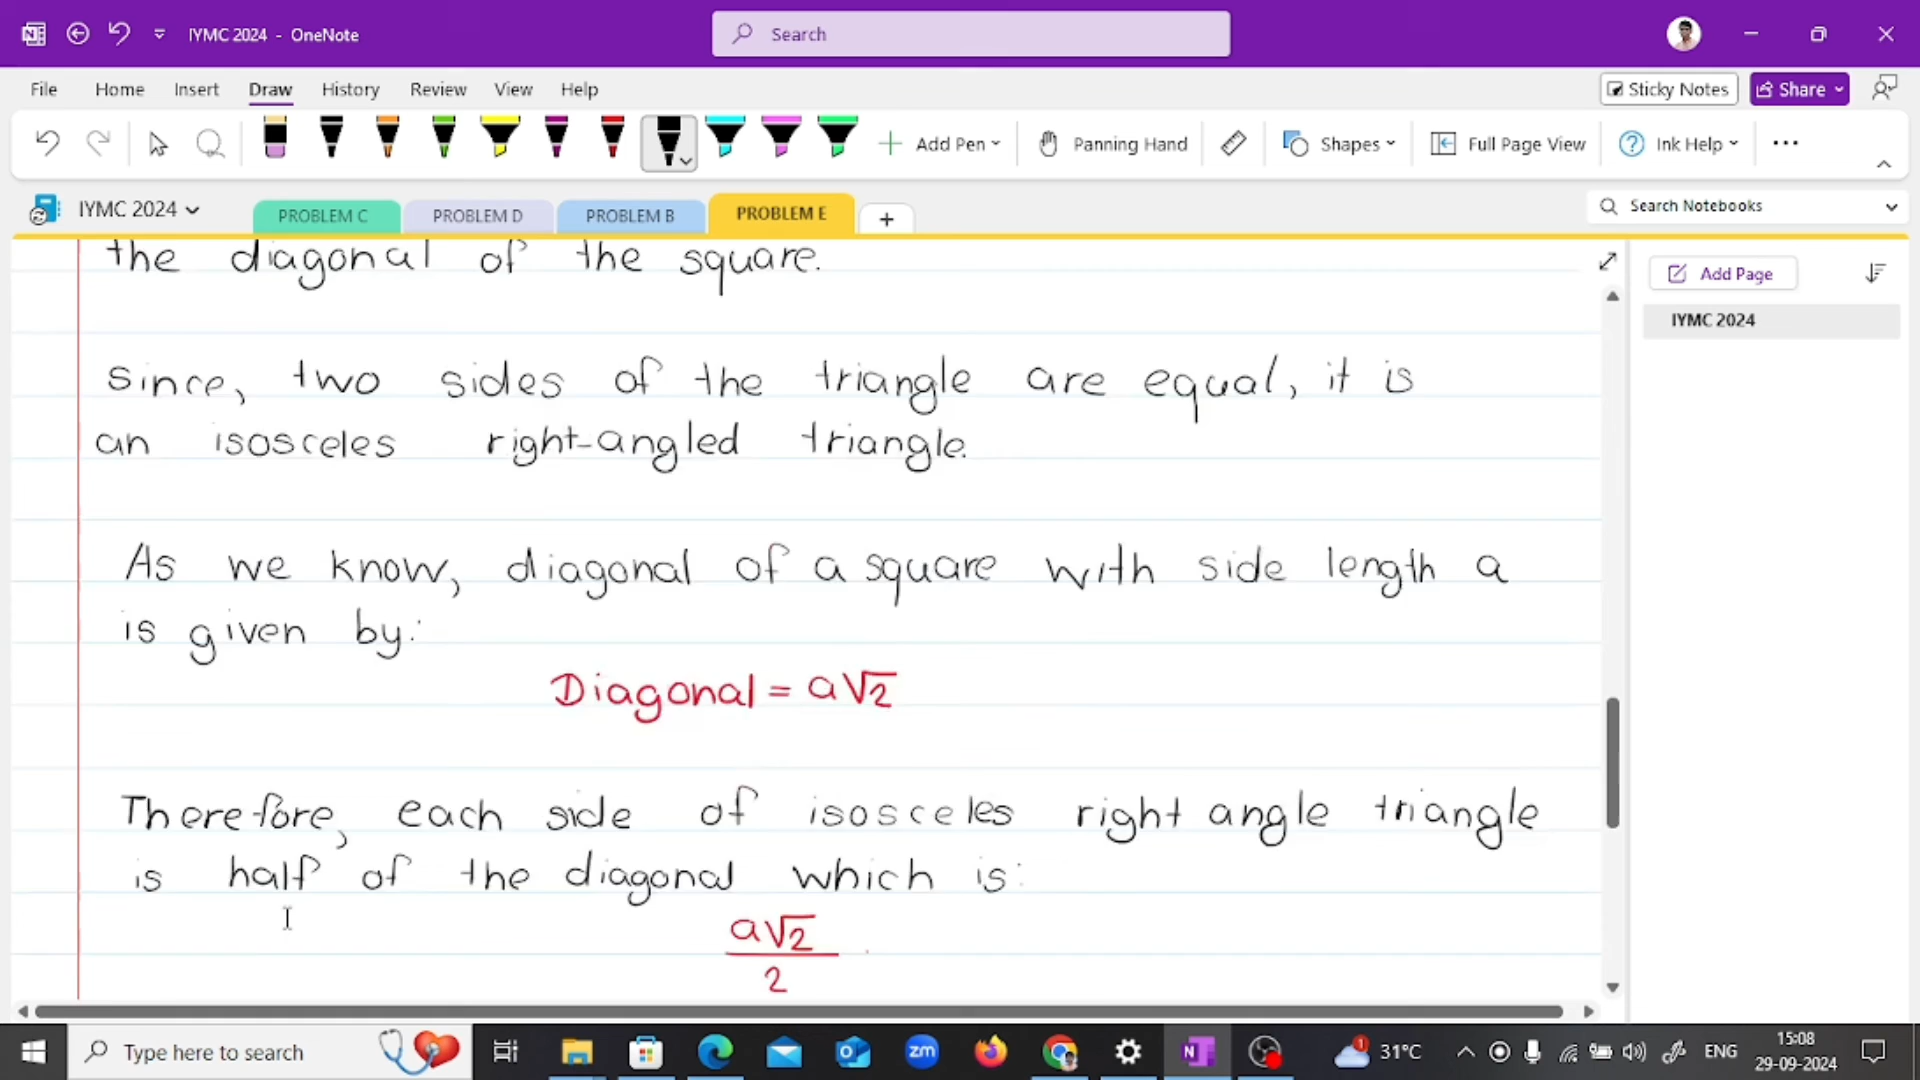 IYMC 2024 - OneNote
Search
File Home Insert Draw History Review View Help
Sticky Notes Share
Add Pen Panning Hand Shapes Full Page View Ink Help
IYMC 2024
PROBLEM C PROBLEM D PROBLEM B PROBLEM E +
Search Notebooks
Add Page
IYMC 2024
the diagonal of the square.
Since, two sides of the triangle are equal, it is
an isosceles right-angled triangle.
As we know, diagonal of a square with side length a
is given by:
Diagonal = a√2
Therefore, each side of isosceles right angle triangle
is half of the diagonal which is:
a√2
2
Type here to search
zm
N
1
31°C
ENG
15:08
29-09-2024